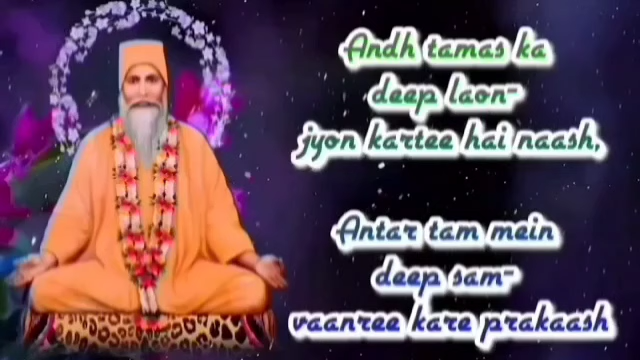 Andh tamas ka
deep laon-
jyon kartee hai naash,
Antar tam mein
deep sam-
vaanree kare prakaash